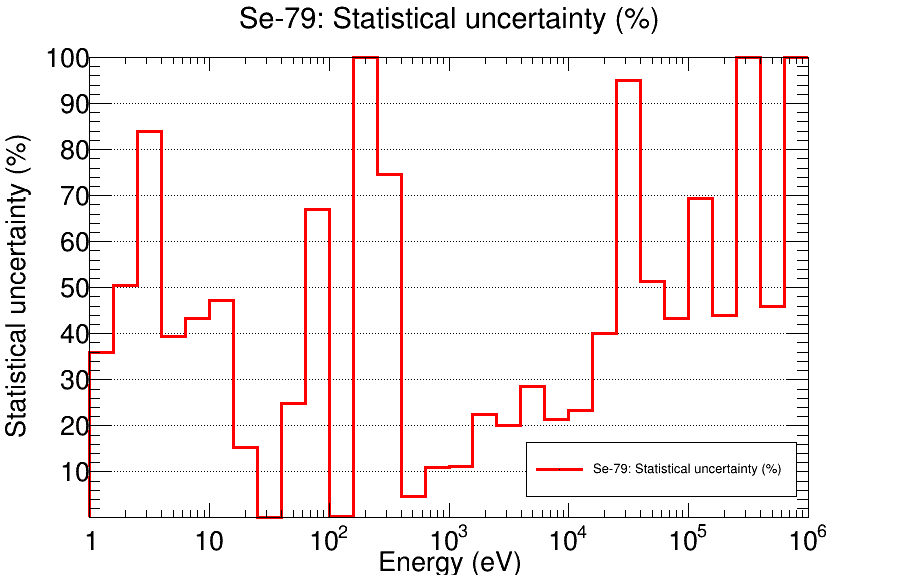 Se-79: Statistical uncertainty (%)
Statistical uncertainty (%)
100
90
80
70
60
50
40
30
20
10
Se-79: Statistical uncertainty (%)
1 10 10² 10³ 10⁴ 10⁵ 10⁶
Energy (eV)